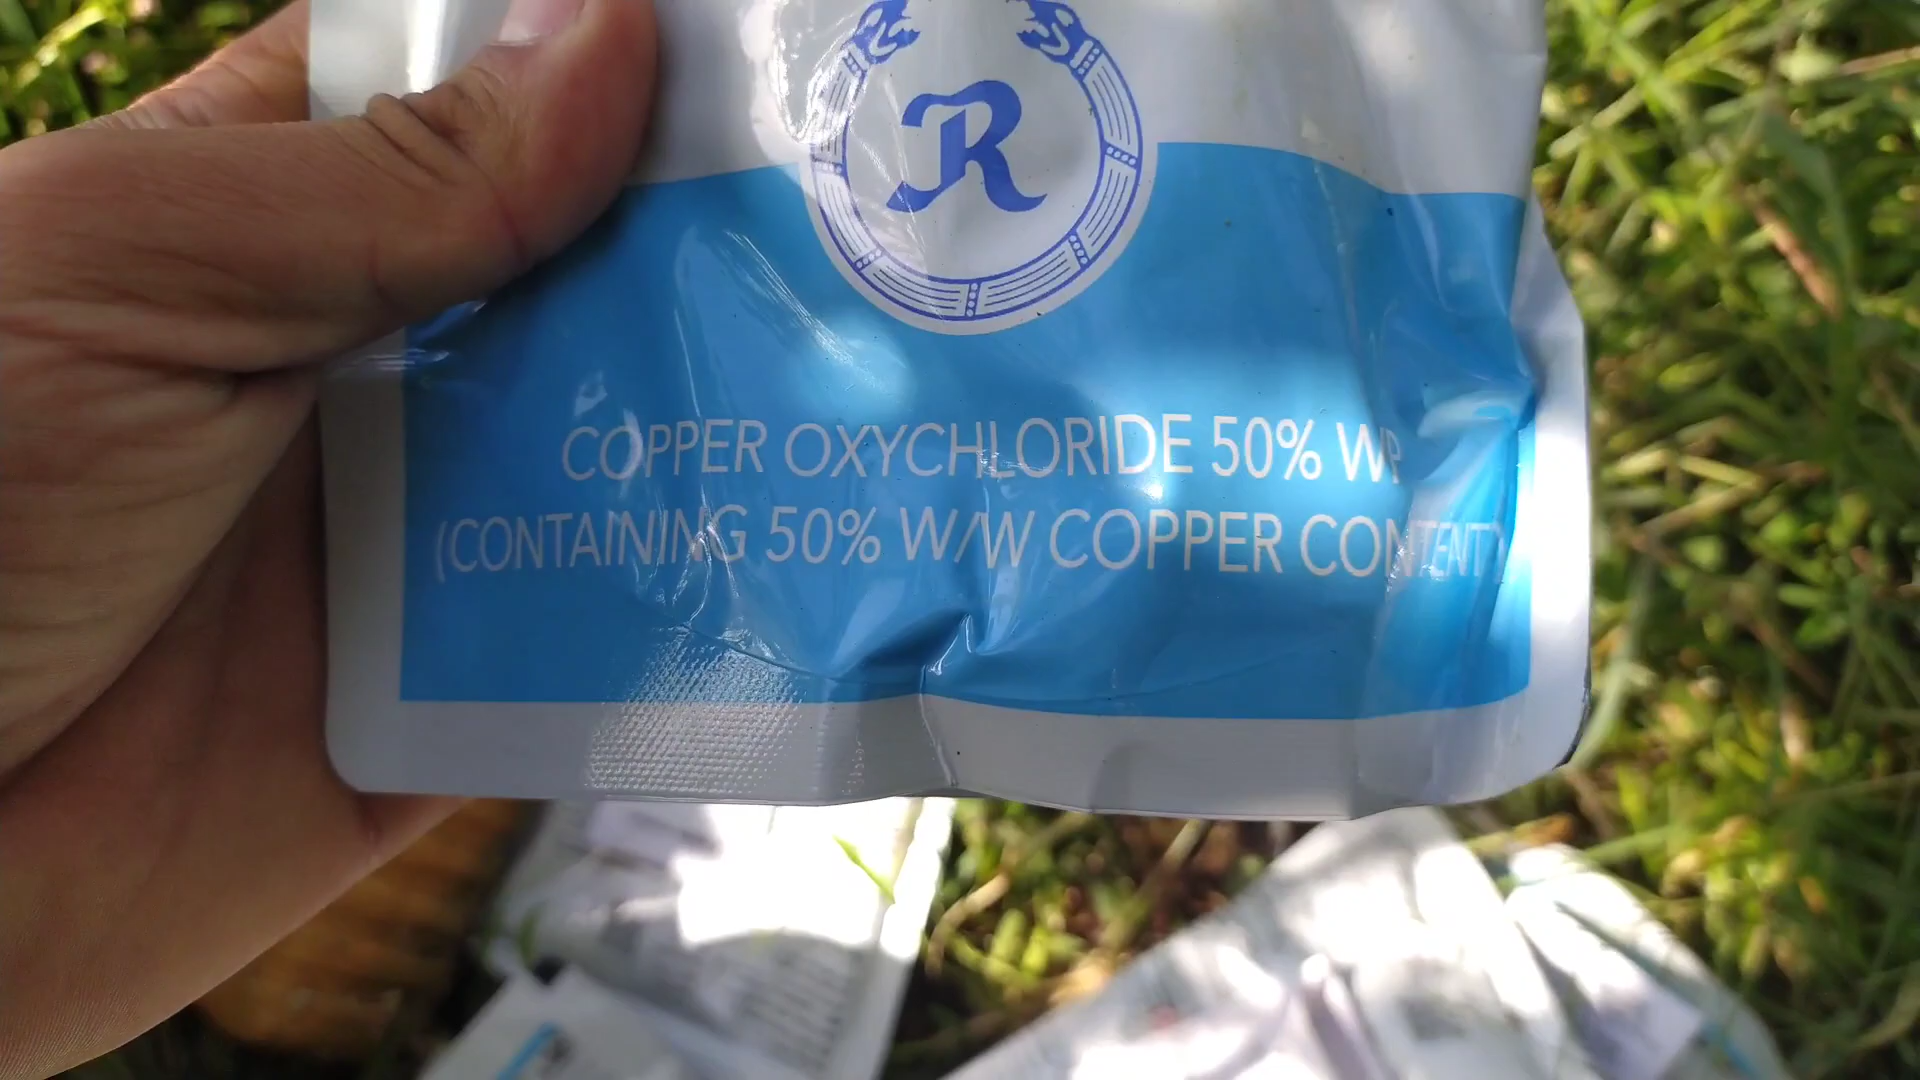 R
COPPER OXYCHLORIDE 50% WP
(CONTAINING 50% W/W COPPER CONTENT)